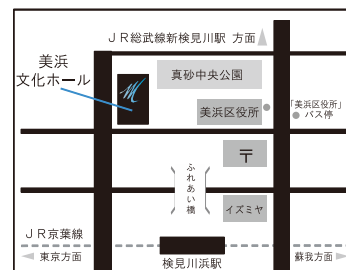 JR総武線新検見川駅 方面
美浜
文化ホール
真砂中央公園
美浜区役所
「美浜区役所」
バス停
〒
ふれあい橋
イズミヤ
JR京葉線
東京方面
検見川浜駅
蘇我方面